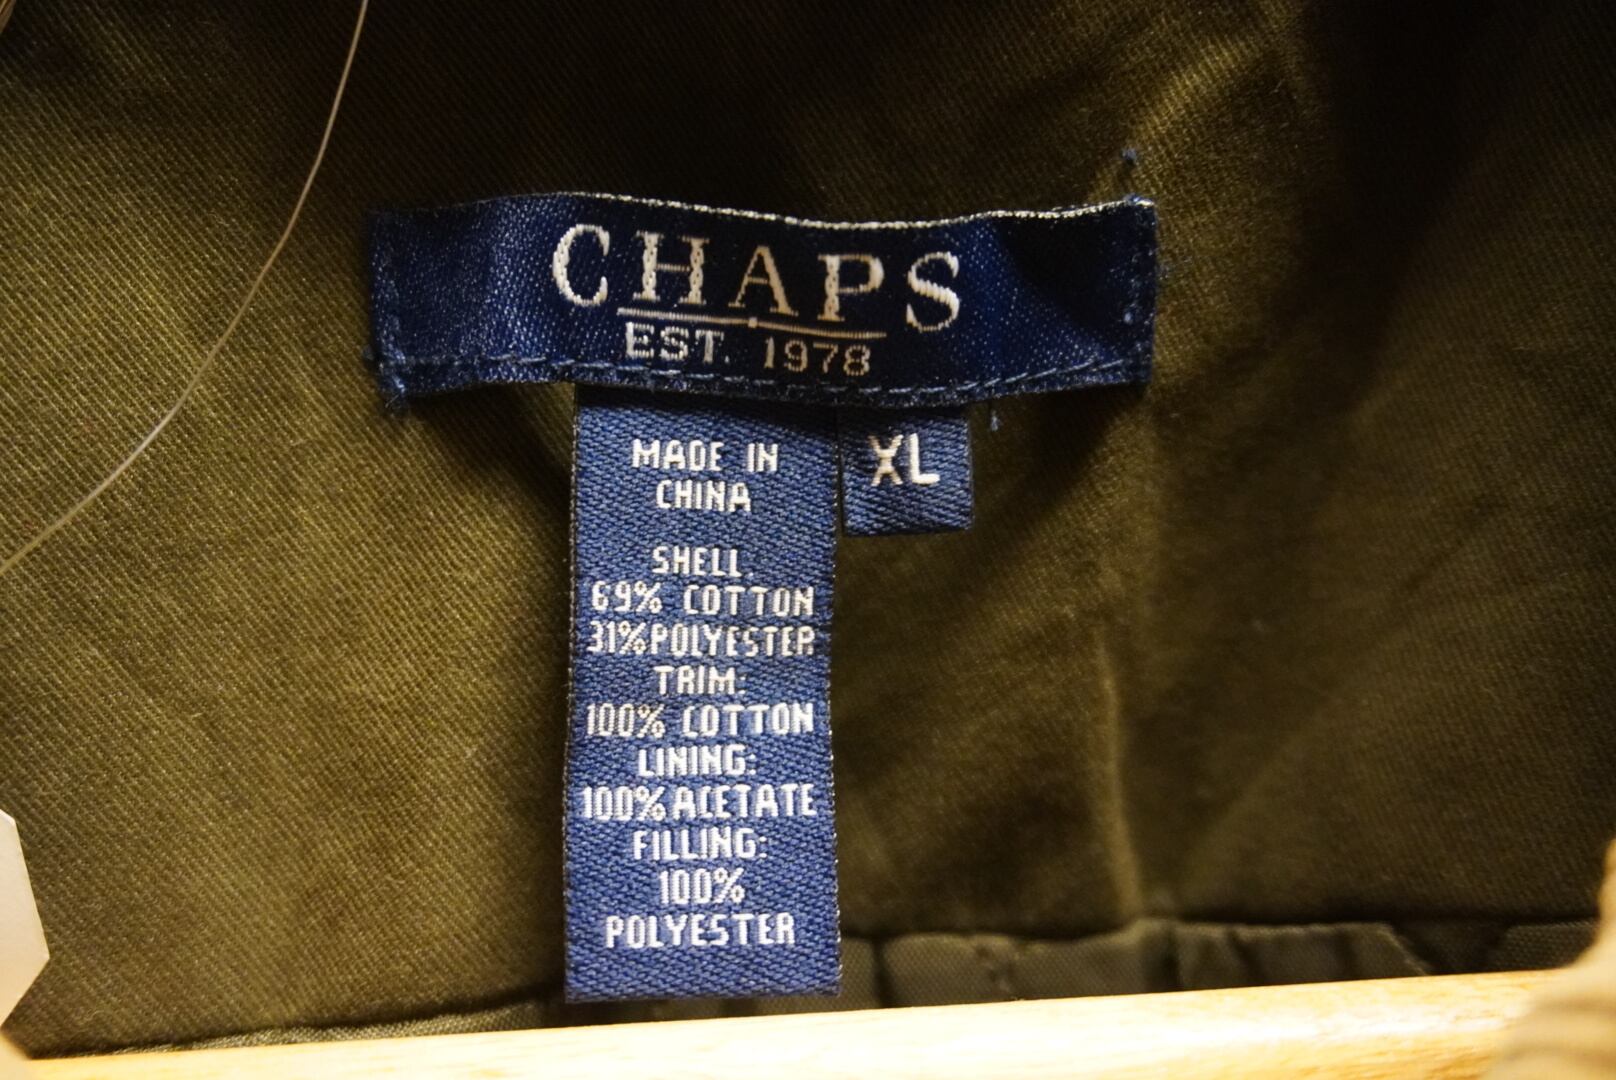 CHAPS
EST. 1978
MADE IN
CHINA
XL
SHELL:
69% COTTON
31% POLYESTER
TRIM:
100% COTTON
LINING:
100% ACETATE
FILLING:
100%
POLYESTER